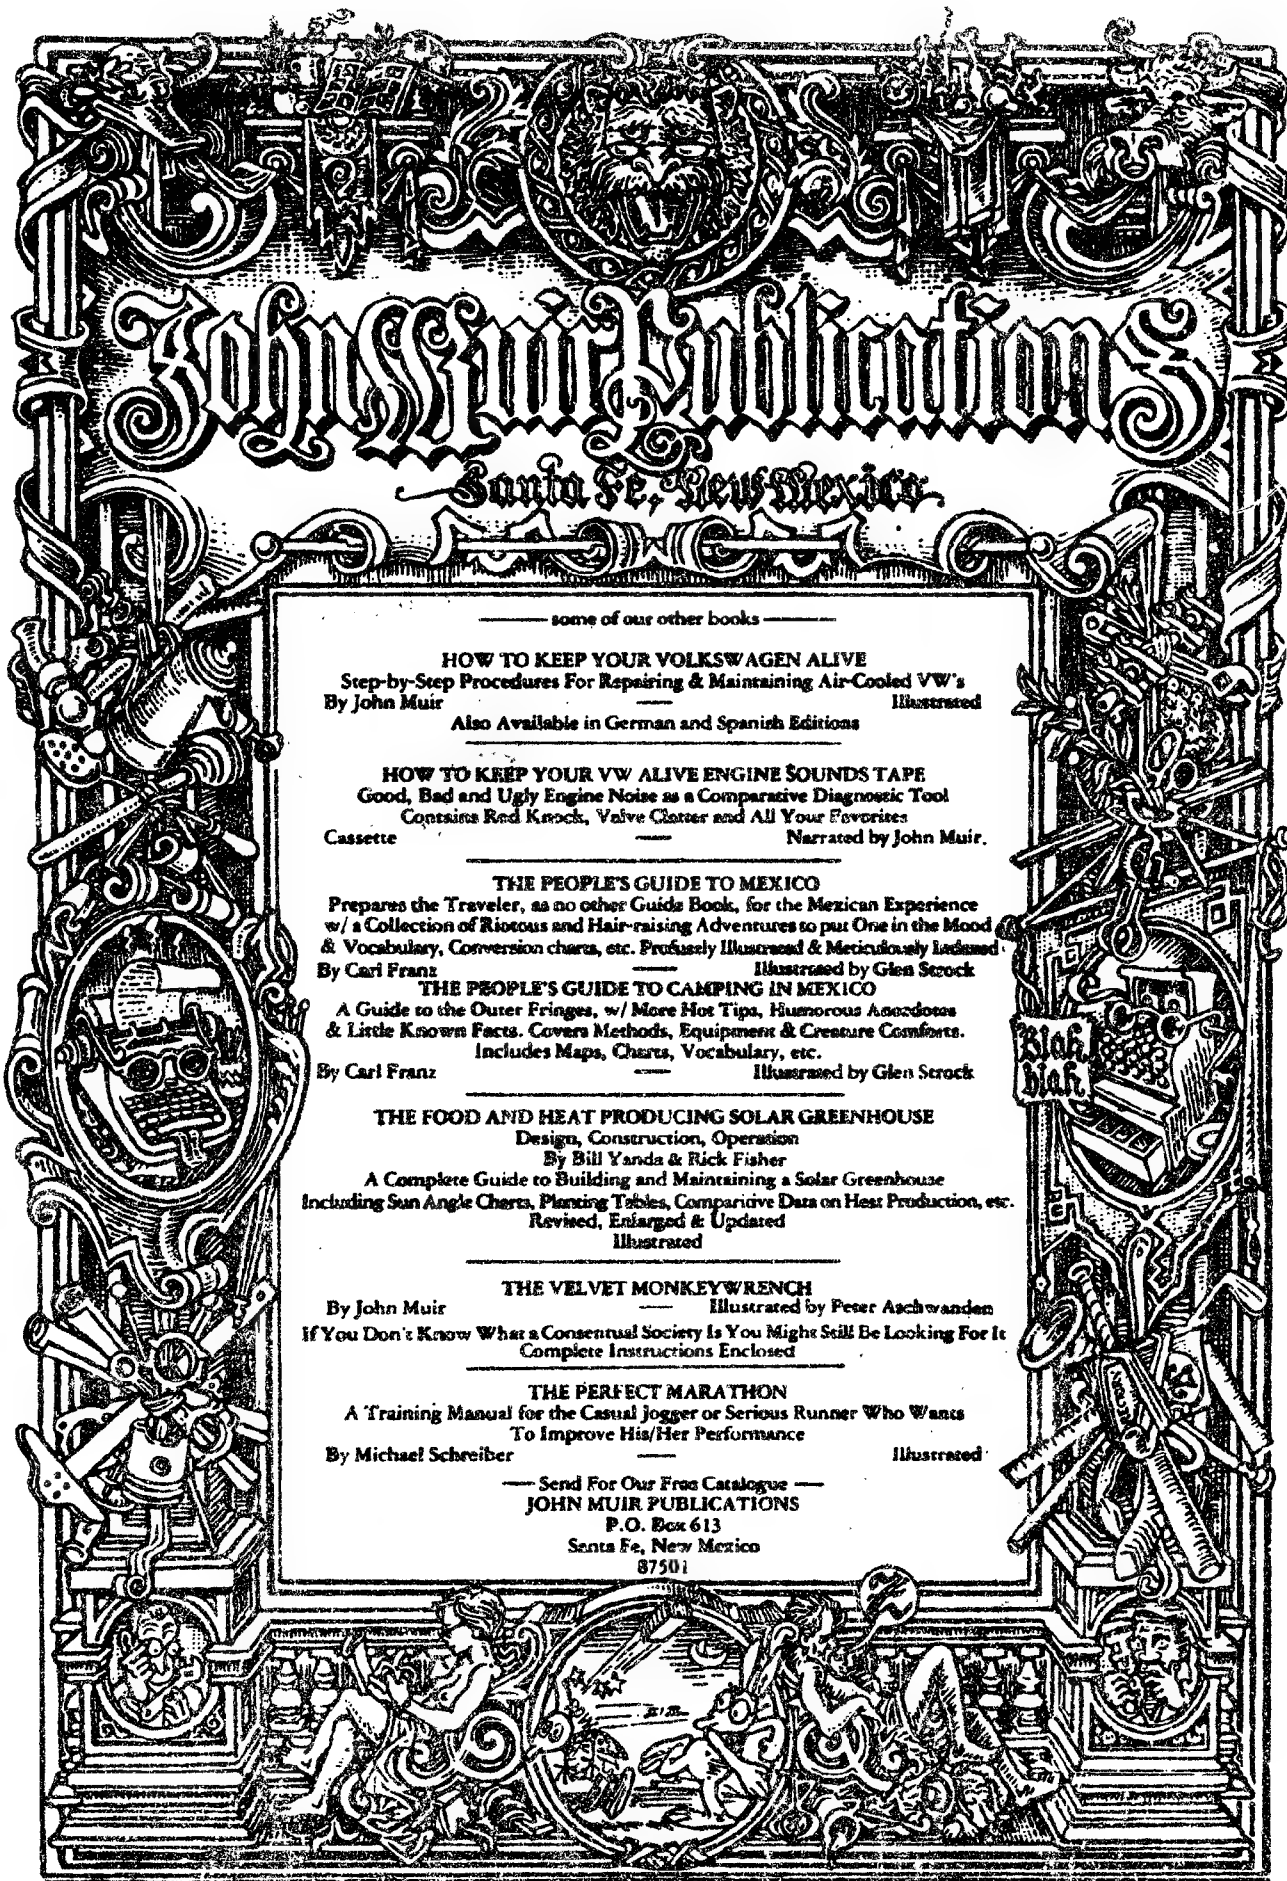 John Muir Publications
Santa Fe, New Mexico.
some of our other books
HOW TO KEEP YOUR VOLKSWAGEN ALIVE
Step-by-Step Procedures For Repairing & Maintaining Air-Cooled VW's
By John Muir — Illustrated
Also Available in German and Spanish Editions
HOW TO KEEP YOUR VW ALIVE ENGINE SOUNDS TAPE
Good, Bad and Ugly Engine Noise as a Comparative Diagnostic Tool
Contains Rod Knock, Valve Clatter and All Your Favorites
Cassette — Narrated by John Muir.
THE PEOPLE'S GUIDE TO MEXICO
Prepares the Traveler, as no other Guide Book, for the Mexican Experience
w/ a Collection of Riotous and Hair-raising Adventures to put One in the Mood
& Vocabulary, Conversion charts, etc. Profusely Illustrated & Meticulously Indexed
By Carl Franz — Illustrated by Glen Strock
THE PEOPLE'S GUIDE TO CAMPING IN MEXICO
A Guide to the Outer Fringes, w/ More Hot Tips, Humorous Anecdotes
& Little Known Facts. Covers Methods, Equipment & Creature Comforts.
Includes Maps, Charts, Vocabulary, etc.
By Carl Franz — Illustrated by Glen Strock
Blah
blah
THE FOOD AND HEAT PRODUCING SOLAR GREENHOUSE
Design, Construction, Operation
By Bill Yanda & Rick Fisher
A Complete Guide to Building and Maintaining a Solar Greenhouse
Including Sun Angle Charts, Planting Tables, Comparitive Data on Heat Production, etc.
Revised, Enlarged & Updated
Illustrated
THE VELVET MONKEYWRENCH
By John Muir — Illustrated by Peter Aschwanden
If You Don't Know What a Consentual Society Is You Might Still Be Looking For It
Complete Instructions Enclosed
THE PERFECT MARATHON
A Training Manual for the Casual Jogger or Serious Runner Who Wants
To Improve His/Her Performance
By Michael Schreiber — Illustrated
— Send For Our Free Catalogue —
JOHN MUIR PUBLICATIONS
P.O. Box 613
Santa Fe, New Mexico
87501